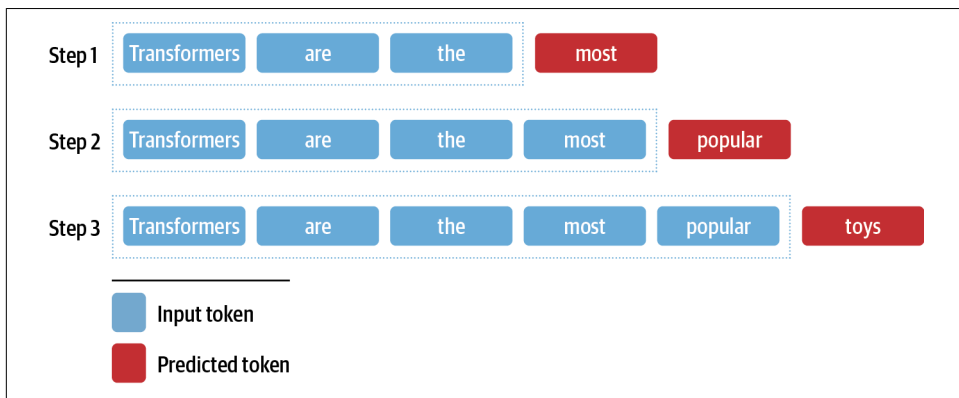 Step 1 Transformers are the most
Step 2 Transformers are the most popular
Step 3 Transformers are the most popular toys
Input token
Predicted token